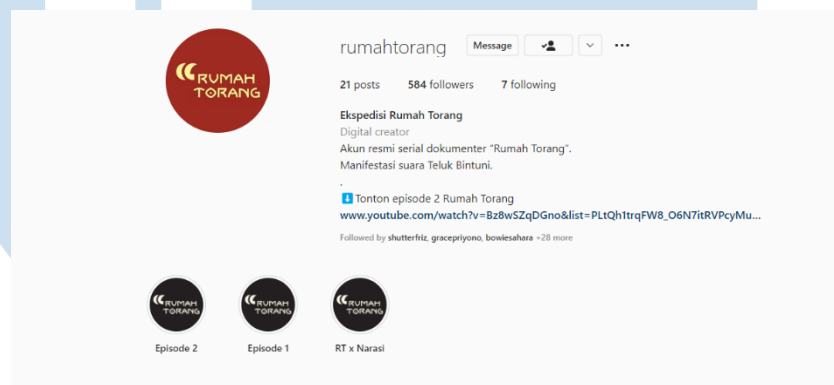 RUMAH
TORANG
rumahtorang Message
21 posts 584 followers 7 following
Ekspedisi Rumah Torang
Digital creator
Akun resmi serial dokumenter "Rumah Torang".
Manifestasi suara Teluk Bintuni.
.
Tonton episode 2 Rumah Torang
www.youtube.com/watch?v=Bz8wSZqDGno&list=PLtQh1trqFW8_O6N7itRVPcyMu...
Followed by shutterfriz, gracepriyono, bowiesahara +28 more
RUMAH
TORANG
RUMAH
TORANG
RUMAH
TORANG
Episode 2 Episode 1 RT x Narasi